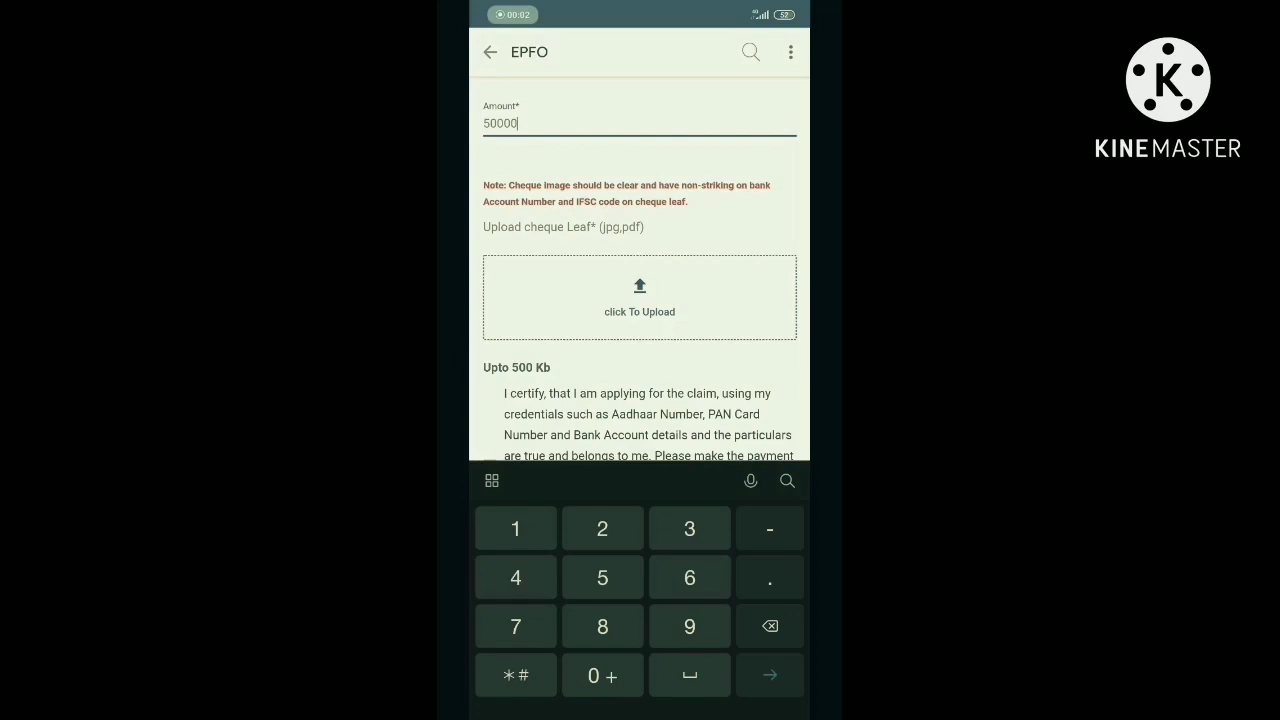 00:02
4G
52
EPFO
Amount*
50000
Note: Cheque image should be clear and have non-striking on bank
Account Number and IFSC code on cheque leaf.
Upload cheque Leaf* (jpg,pdf)
click To Upload
Upto 500 Kb
I certify, that I am applying for the claim, using my
credentials such as Aadhaar Number, PAN Card
Number and Bank Account details and the particulars
are true and belongs to me. Please make the payment
1 2 3 -
4 5 6 .
7 8 9
*# 0 +
K
KINEMASTER